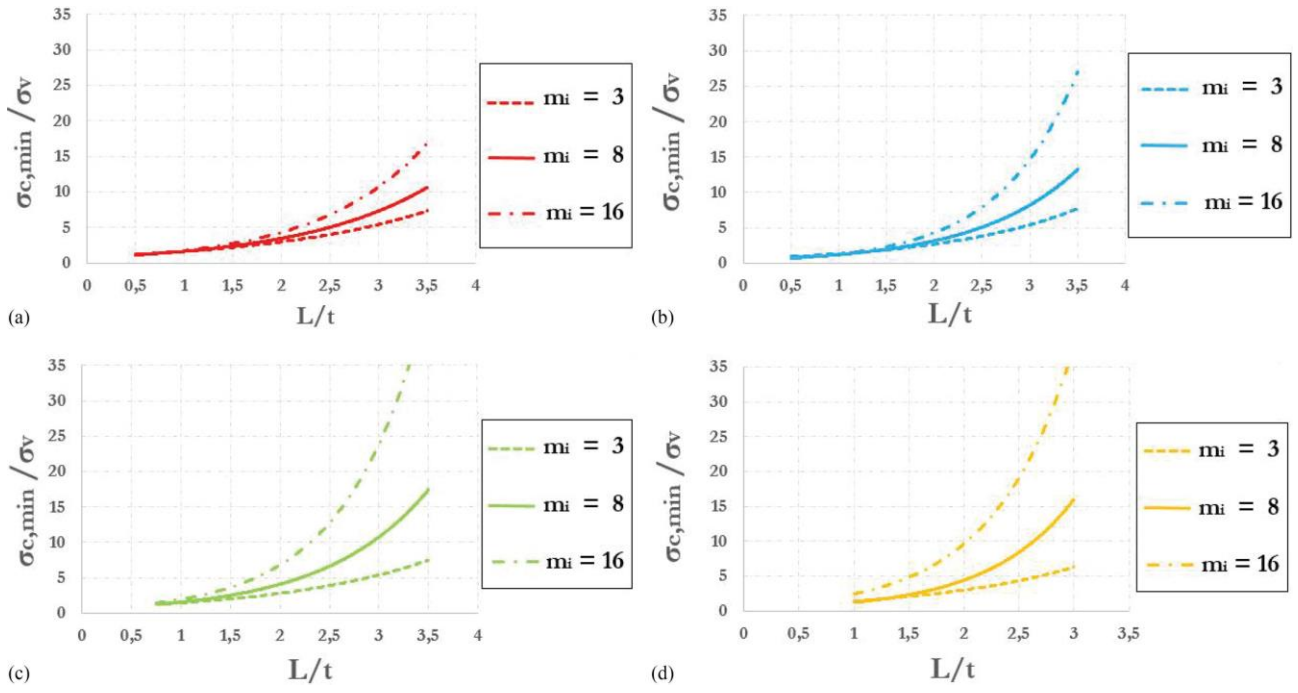 35
30
25
20
15
10
5
0
σc,min /σv
0 0,5 1 1,5 2 2,5 3 3,5 4
L/t
mi = 3
mi = 8
mi = 16
(a)
35
30
25
20
15
10
5
0
σc,min /σv
0 0,5 1 1,5 2 2,5 3 3,5 4
L/t
mi = 3
mi = 8
mi = 16
(b)
35
30
25
20
15
10
5
0
σc,min /σv
0 0,5 1 1,5 2 2,5 3 3,5 4
L/t
mi = 3
mi = 8
mi = 16
(c)
35
30
25
20
15
10
5
0
σc,min /σv
0 0,5 1 1,5 2 2,5 3 3,5
L/t
mi = 3
mi = 8
mi = 16
(d)